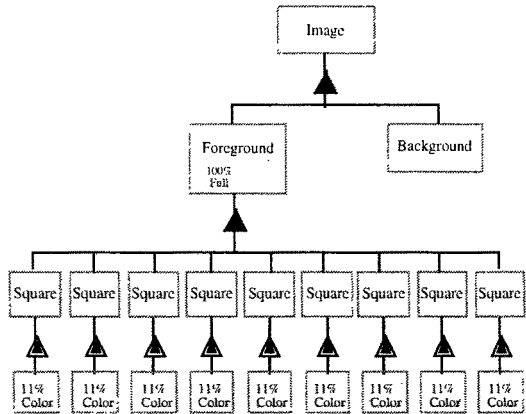 Image
Foreground
Background
100%
Full
Square Square Square Square Square Square Square Square Square
11% 11% 11% 11% 11% 11% 11% 11% 11%
Color Color Color Color Color Color Color Color Color